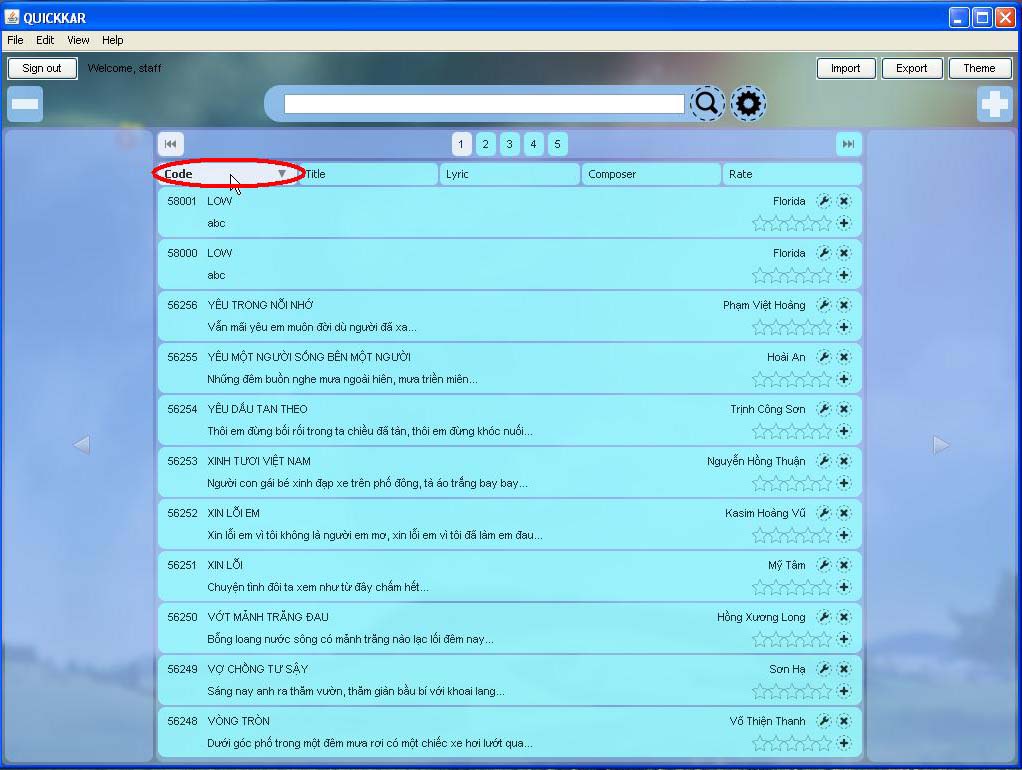 QUICKKAR
File Edit View Help
Sign out Welcome, staff Import Export Theme
1 2 3 4 5
Code Title Lyric Composer Rate
58001 LOW Florida
abc
58000 LOW Florida
abc
56256 YÊU TRONG NỖI NHỚ Phạm Việt Hoàng
Vẫn mãi yêu em muôn đời dù người đã xa...
56255 YÊU MỘT NGƯỜI SỐNG BÊN MỘT NGƯỜI Hoài An
Những đêm buồn nghe mưa ngoài hiên, mưa triền miên...
56254 YÊU DẤU TAN THEO Trịnh Công Sơn
Thôi em đừng bối rối trong ta chiều đã tàn, thôi em đừng khóc nuối...
56253 XINH TƯƠI VIỆT NAM Nguyễn Hồng Thuận
Người con gái bé xinh đạp xe trên phố đông, tà áo trắng bay bay...
56252 XIN LỖI EM Kasim Hoàng Vũ
Xin lỗi em vì tôi không là người em mơ, xin lỗi em vì tôi đã làm em đau...
56251 XIN LỖI Mỹ Tâm
Chuyện tình đôi ta xem như từ đây chấm hết...
56250 VỚT MẢNH TRĂNG ĐAU Hồng Xương Long
Bỗng loang nước sông có mảnh trăng nào lạc lối đêm nay...
56249 VỢ CHỒNG TƯ SẬY Sơn Hạ
Sáng nay anh ra thăm vườn, thăm giàn bầu bí với khoai lang...
56248 VÒNG TRÒN Võ Thiện Thanh
Dưới góc phố trong một đêm mưa rơi có một chiếc xe hơi lướt qua...